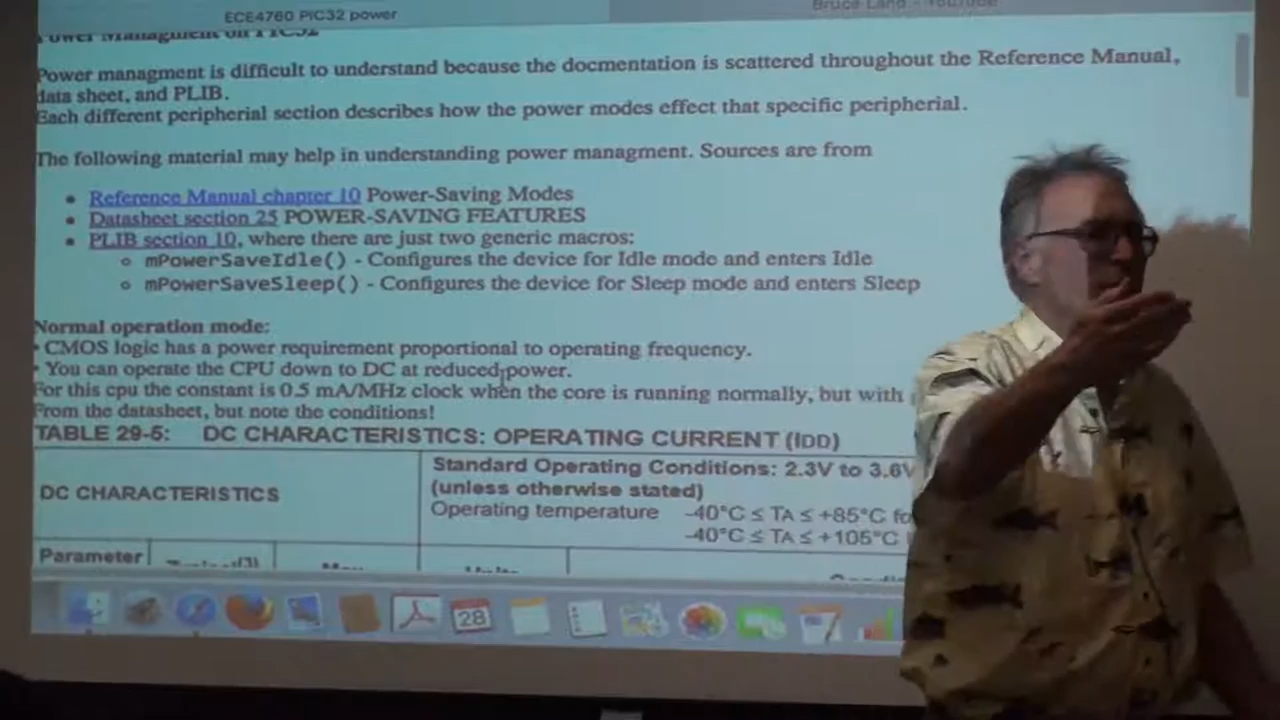 ECE4760 PIC32 power
Bruce Land - YouTube
Power Managment on PIC32
Power managment is difficult to understand because the docmentation is scattered throughout the Reference Manual,
data sheet, and PLIB.
Each different peripherial section describes how the power modes effect that specific peripherial.
The following material may help in understanding power managment. Sources are from
• Reference Manual chapter 10 Power-Saving Modes
• Datasheet section 25 POWER-SAVING FEATURES
• PLIB section 10, where there are just two generic macros:
○ mPowerSaveIdle() - Configures the device for Idle mode and enters Idle
○ mPowerSaveSleep() - Configures the device for Sleep mode and enters Sleep
Normal operation mode:
• CMOS logic has a power requirement proportional to operating frequency.
• You can operate the CPU down to DC at reduced power.
For this cpu the constant is 0.5 mA/MHz clock when the core is running normally, but with
From the datasheet, but note the conditions!
TABLE 29-5: DC CHARACTERISTICS: OPERATING CURRENT (IDD)
DC CHARACTERISTICS
Standard Operating Conditions: 2.3V to 3.6V
(unless otherwise stated)
Operating temperature -40°C ≤ TA ≤ +85°C fo
-40°C ≤ TA ≤ +105°C
Parameter
28